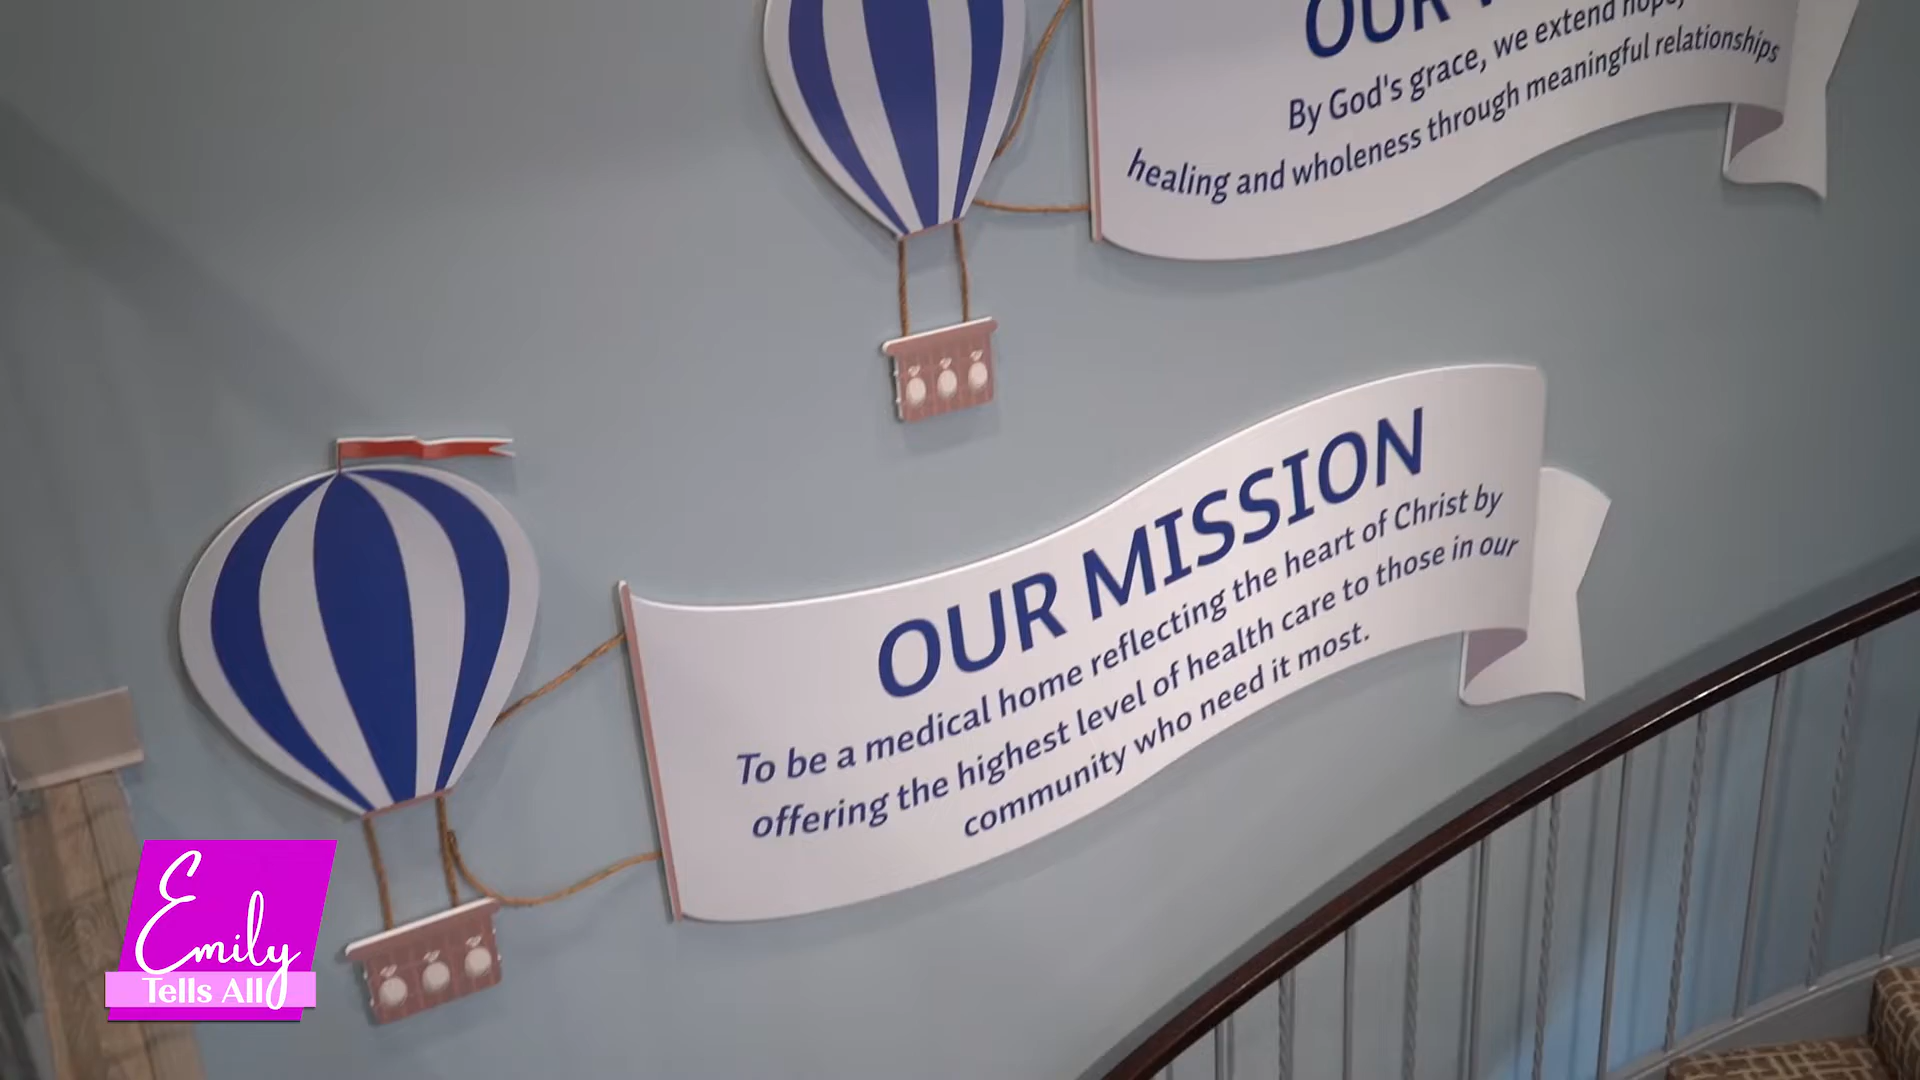 OUR
By God's grace, we extend hope,
healing and wholeness through meaningful relationships
OUR MISSION
To be a medical home reflecting the heart of Christ by
offering the highest level of health care to those in our
community who need it most.
Emily
Tells All